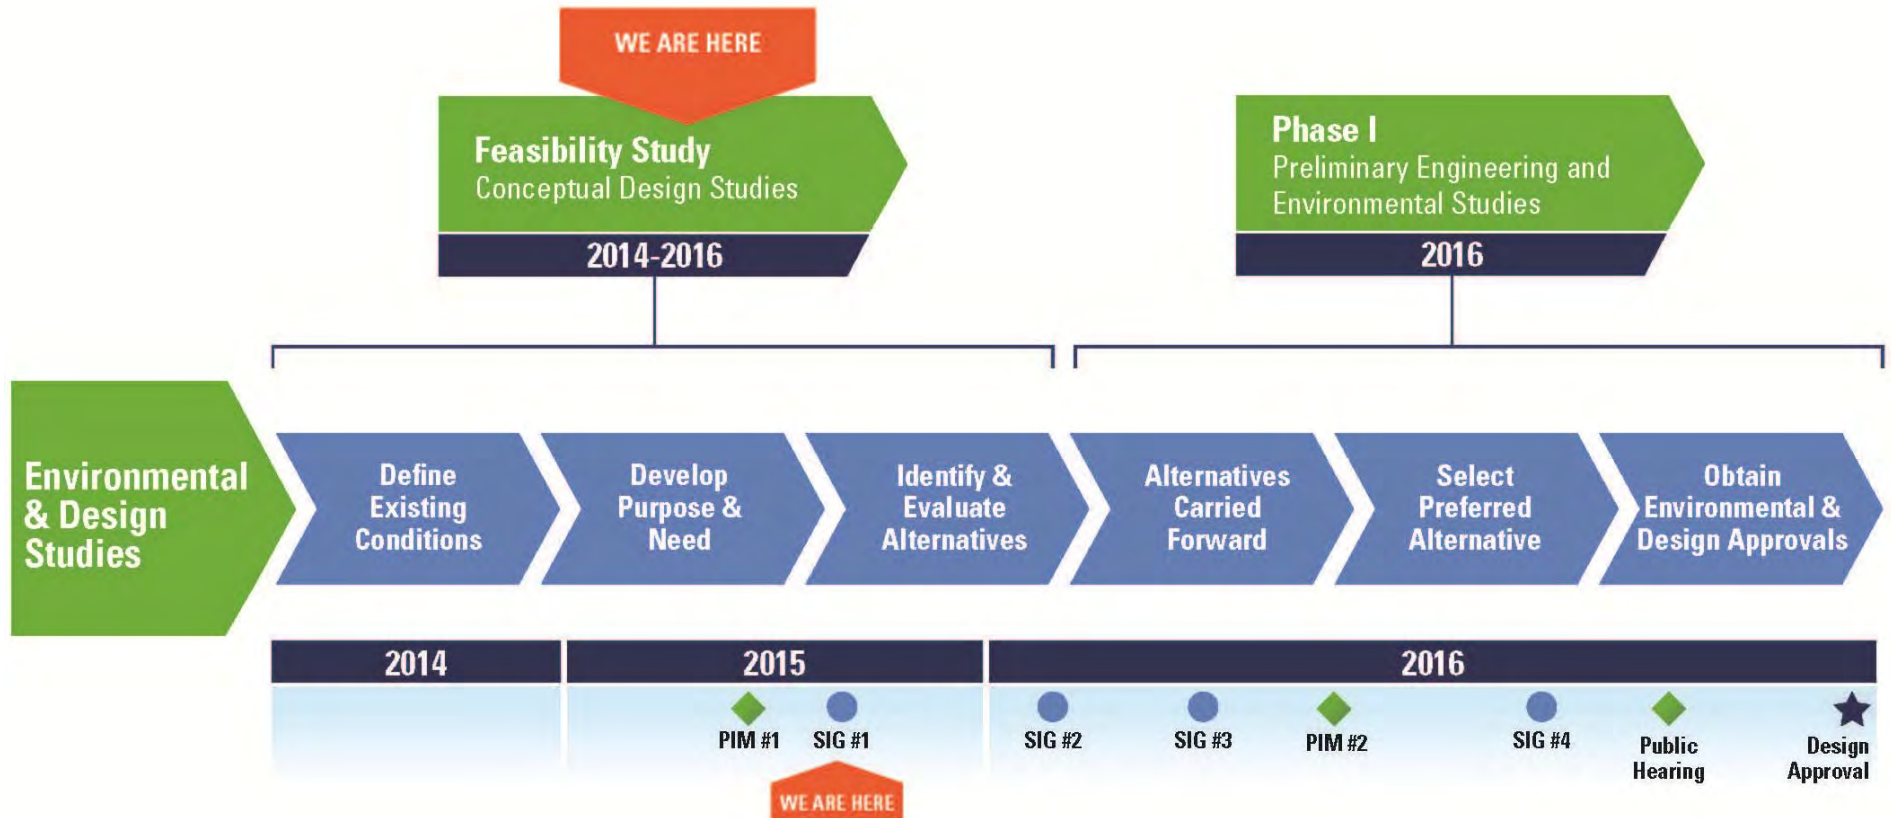 WE ARE HERE
Feasibility Study
Conceptual Design Studies
2014-2016
Phase I
Preliminary Engineering and
Environmental Studies
2016
Environmental
& Design
Studies
Define
Existing
Conditions
Develop
Purpose &
Need
Identify &
Evaluate
Alternatives
Alternatives
Carried
Forward
Select
Preferred
Alternative
Obtain
Environmental &
Design Approvals
2014
2015
2016
PIM #1
SIG #1
SIG #2
SIG #3
PIM #2
SIG #4
Public
Hearing
Design
Approval
WE ARE HERE